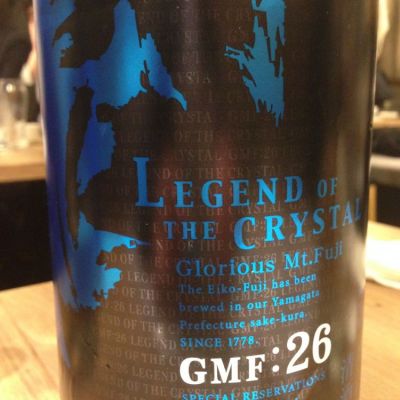 LEGEND OF
THE CRYSTAL
Glorious Mt.Fuji
The Eiko-Fuji has been
brewed in our Yamagata
Prefecture sake-kura.
SINCE 1778.
GMF:26
SPECIAL RESERVATIONS